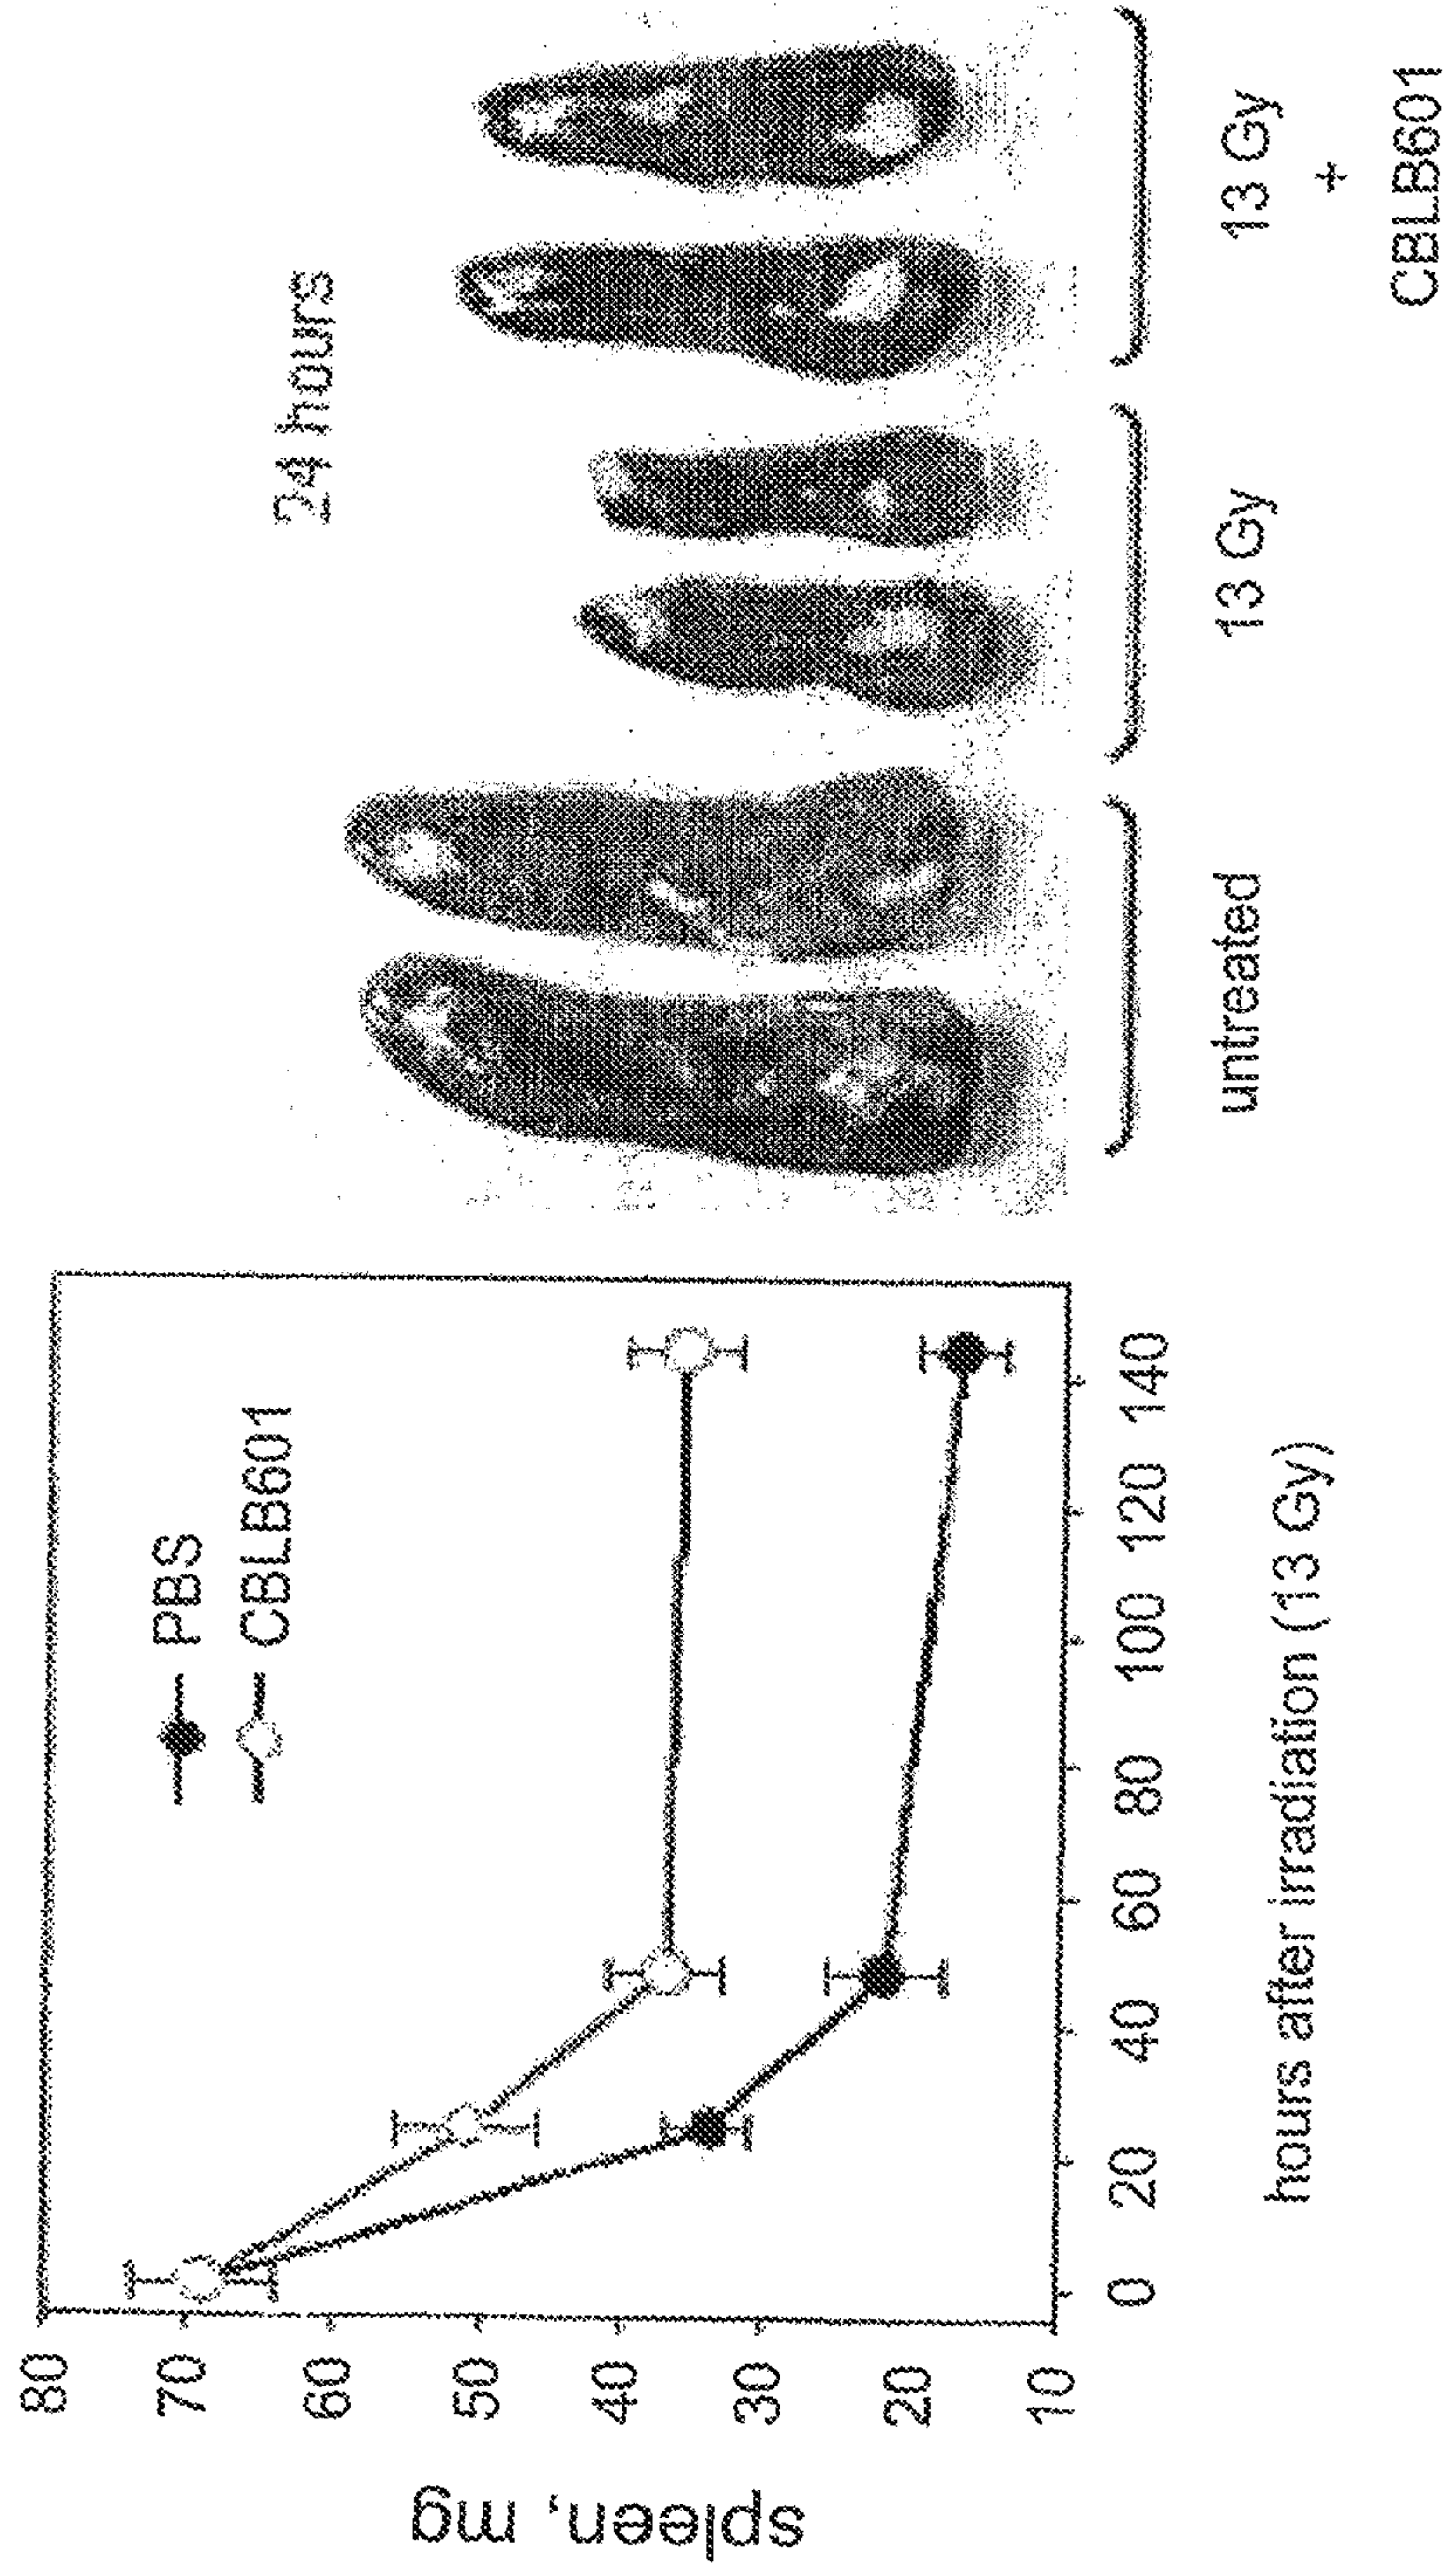 spleen, mg
80
70
60
50
40
30
20
10
PBS
CBLB601
0 20 40 60 80 100 120 140
hours after irradiation (13 Gy)
24 hours
untreated
13 Gy
13 Gy
+
CBLB601